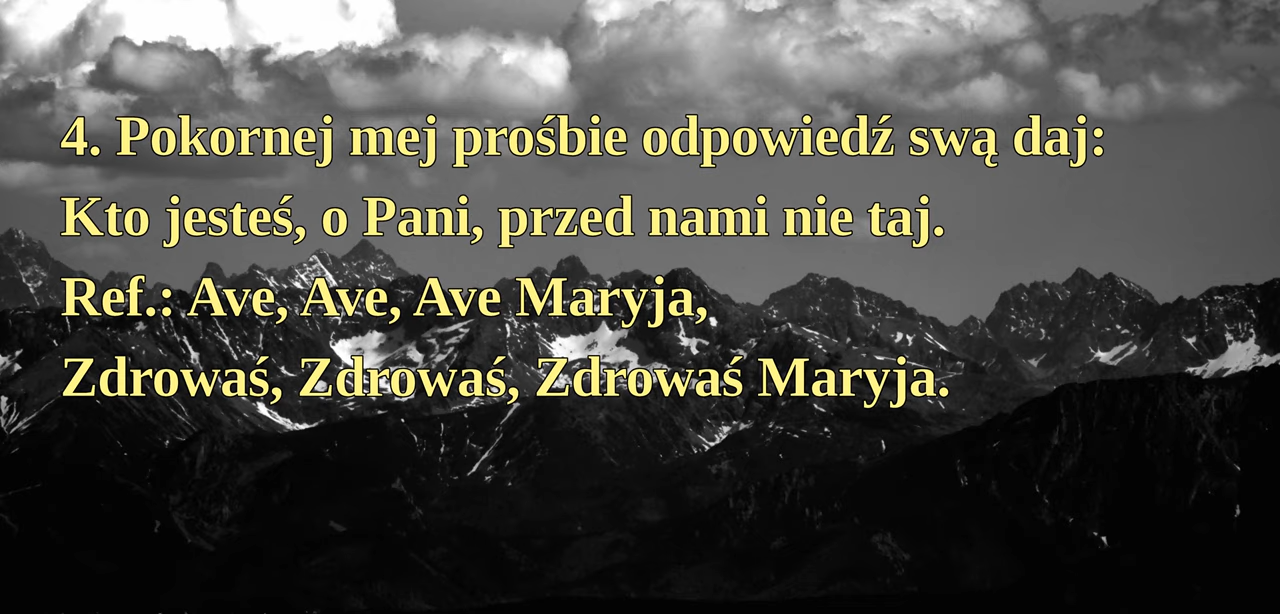 4. Pokornej mej prośbie odpowiedź swą daj:
Kto jesteś, o Pani, przed nami nie taj.
Ref.: Ave, Ave, Ave Maryja,
Zdrowaś, Zdrowaś, Zdrowaś Maryja.